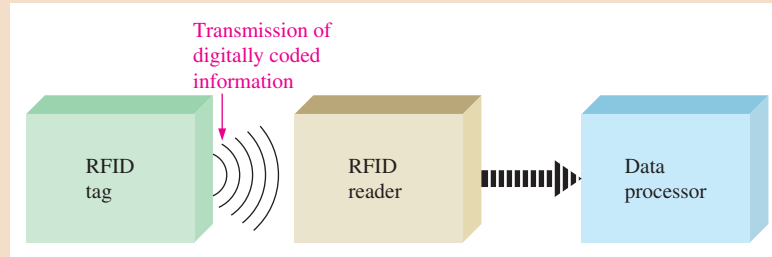 Transmission of
digitally coded
information
RFID
tag
RFID
reader
Data
processor